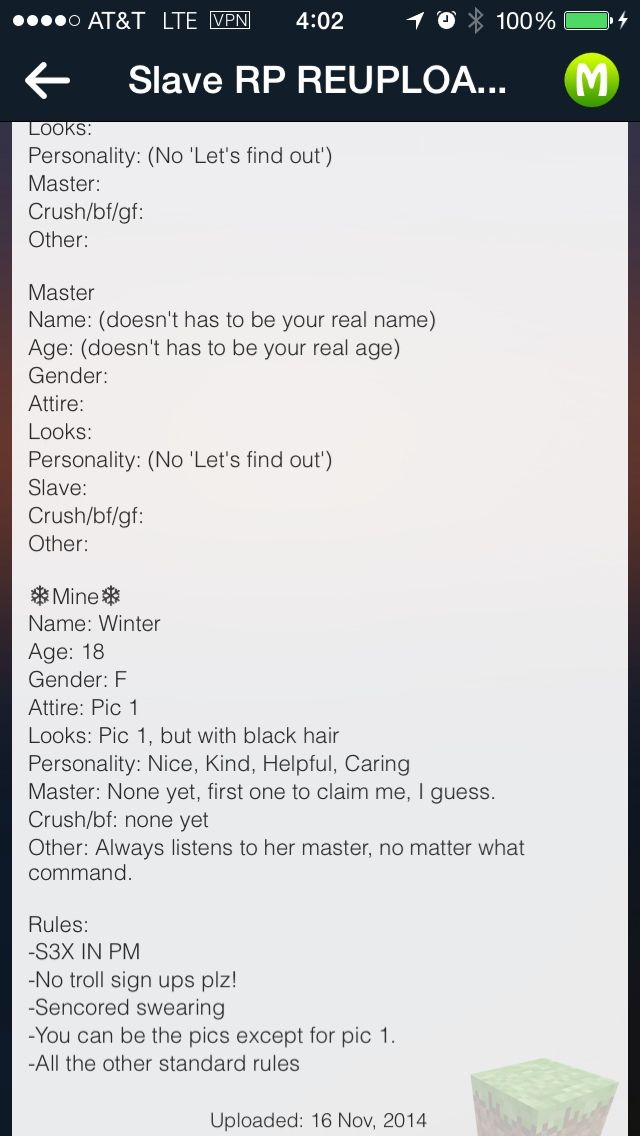 AT&T LTE VPN 4:02 100%
Slave RP REUPLOA...
M
Looks:
Personality: (No 'Let's find out')
Master:
Crush/bf/gf:
Other:
Master
Name: (doesn't has to be your real name)
Age: (doesn't has to be your real age)
Gender:
Attire:
Looks:
Personality: (No 'Let's find out')
Slave:
Crush/bf/gf:
Other:
❄Mine❄
Name: Winter
Age: 18
Gender: F
Attire: Pic 1
Looks: Pic 1, but with black hair
Personality: Nice, Kind, Helpful, Caring
Master: None yet, first one to claim me, I guess.
Crush/bf: none yet
Other: Always listens to her master, no matter what
command.
Rules:
-S3X IN PM
-No troll sign ups plz!
-Sencored swearing
-You can be the pics except for pic 1.
-All the other standard rules
Uploaded: 16 Nov, 2014